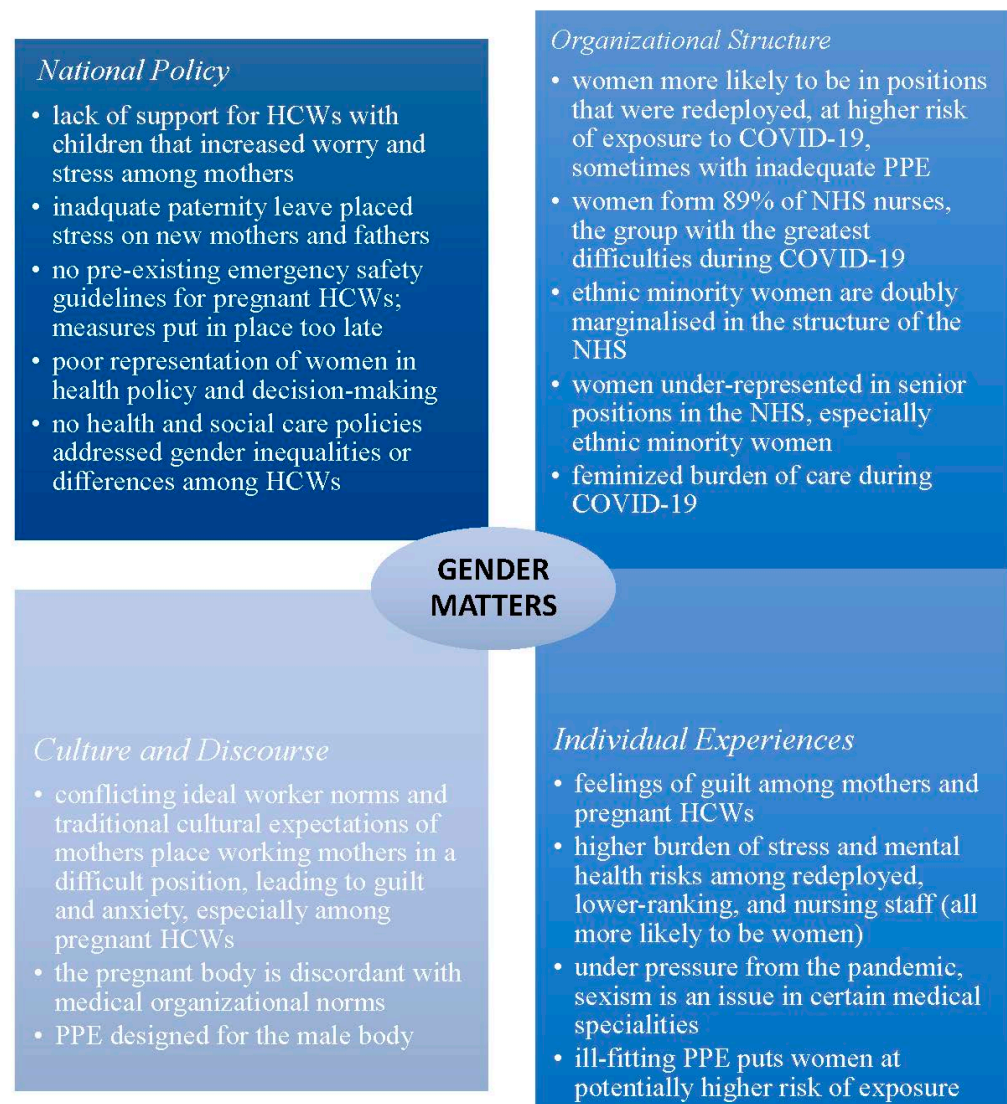 National Policy
• lack of support for HCWs with
children that increased worry and
stress among mothers
• inadquate paternity leave placed
stress on new mothers and fathers
• no pre-existing emergency safety
guidelines for pregnant HCWs;
measures put in place too late
• poor representation of women in
health policy and decision-making
• no health and social care policies
addressed gender inequalities or
differences among HCWs
Organizational Structure
• women more likely to be in positions
that were redeployed, at higher risk
of exposure to COVID-19,
sometimes with inadequate PPE
• women form 89% of NHS nurses,
the group with the greatest
difficulties during COVID-19
• ethnic minority women are doubly
marginalised in the structure of the
NHS
• women under-represented in senior
positions in the NHS, especially
ethnic minority women
• feminized burden of care during
COVID-19
GENDER
MATTERS
Culture and Discourse
• conflicting ideal worker norms and
traditional cultural expectations of
mothers place working mothers in a
difficult position, leading to guilt
and anxiety, especially among
pregnant HCWs
• the pregnant body is discordant with
medical organizational norms
• PPE designed for the male body
Individual Experiences
• feelings of guilt among mothers and
pregnant HCWs
• higher burden of stress and mental
health risks among redeployed,
lower-ranking, and nursing staff (all
more likely to be women)
• under pressure from the pandemic,
sexism is an issue in certain medical
specialities
• ill-fitting PPE puts women at
potentially higher risk of exposure